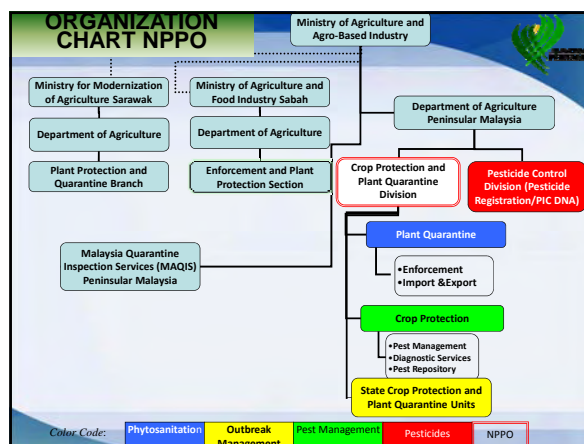 ORGANIZATION
CHART NPPO
Ministry of Agriculture and
Agro-Based Industry
Ministry for Modernization
of Agriculture Sarawak
Ministry of Agriculture and
Food Industry Sabah
Department of Agriculture
Peninsular Malaysia
Department of Agriculture
Department of Agriculture
Plant Protection and
Quarantine Branch
Enforcement and Plant
Protection Section
Crop Protection and
Plant Quarantine
Division
Pesticide Control
Division (Pesticide
Registration/PIC DNA)
Plant Quarantine
Malaysia Quarantine
Inspection Services (MAQIS)
Peninsular Malaysia
•Enforcement
•Import &Export
Crop Protection
•Pest Management
•Diagnostic Services
•Pest Repository
State Crop Protection and
Plant Quarantine Units
Color Code:
Phytosanitation
Outbreak
Management
Pest Management
Pesticides
NPPO